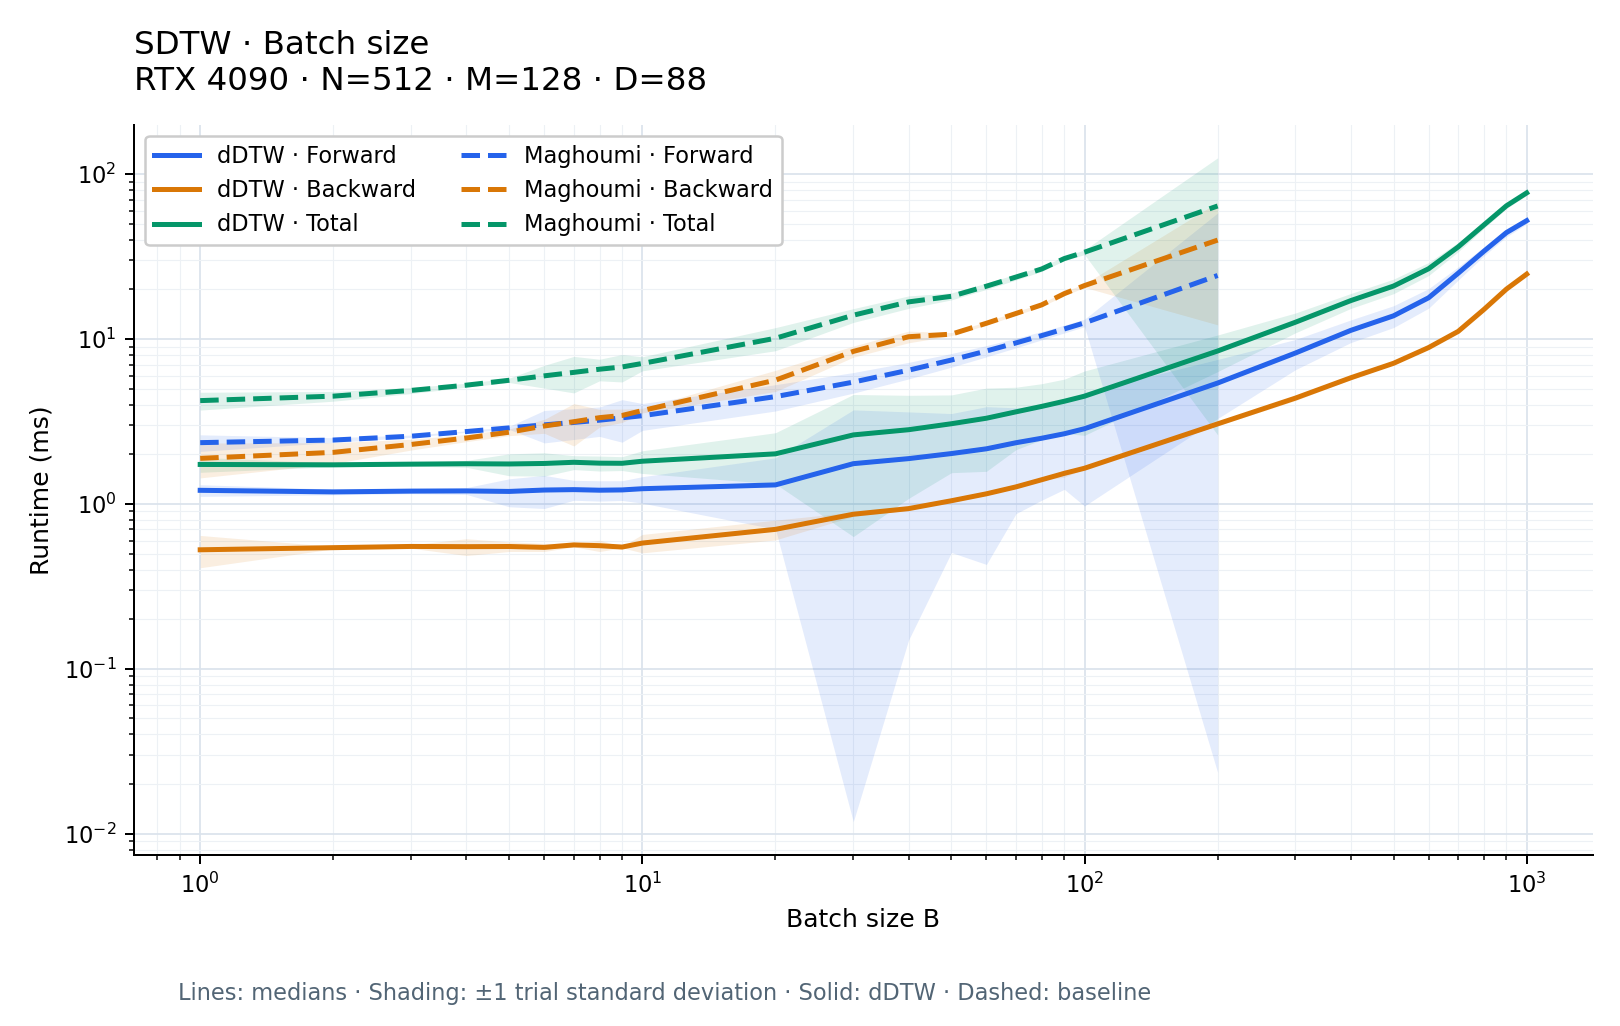 SDTW · Batch size
RTX 4090 · N=512 · M=128 · D=88
dDTW · Forward
dDTW · Backward
dDTW · Total
Maghoumi · Forward
Maghoumi · Backward
Maghoumi · Total
Runtime (ms)
10²
10¹
10⁰
10⁻¹
10⁻²
10⁰
10¹
10²
10³
Batch size B
Lines: medians · Shading: ±1 trial standard deviation · Solid: dDTW · Dashed: baseline